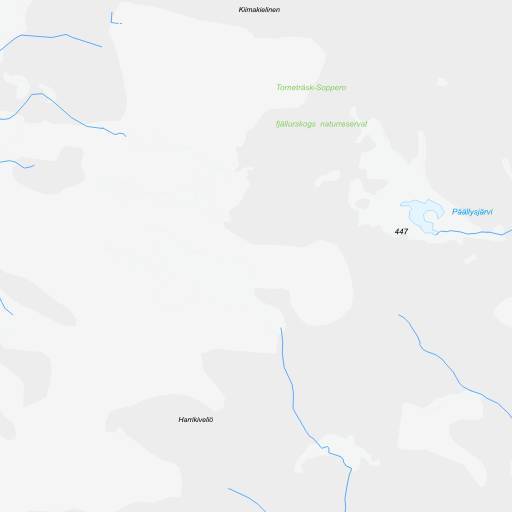 Kiimakielinen
Torneträsk-Soppero
fjällurskogs naturreservat
Päällysjärvi
447
Harrikivellö